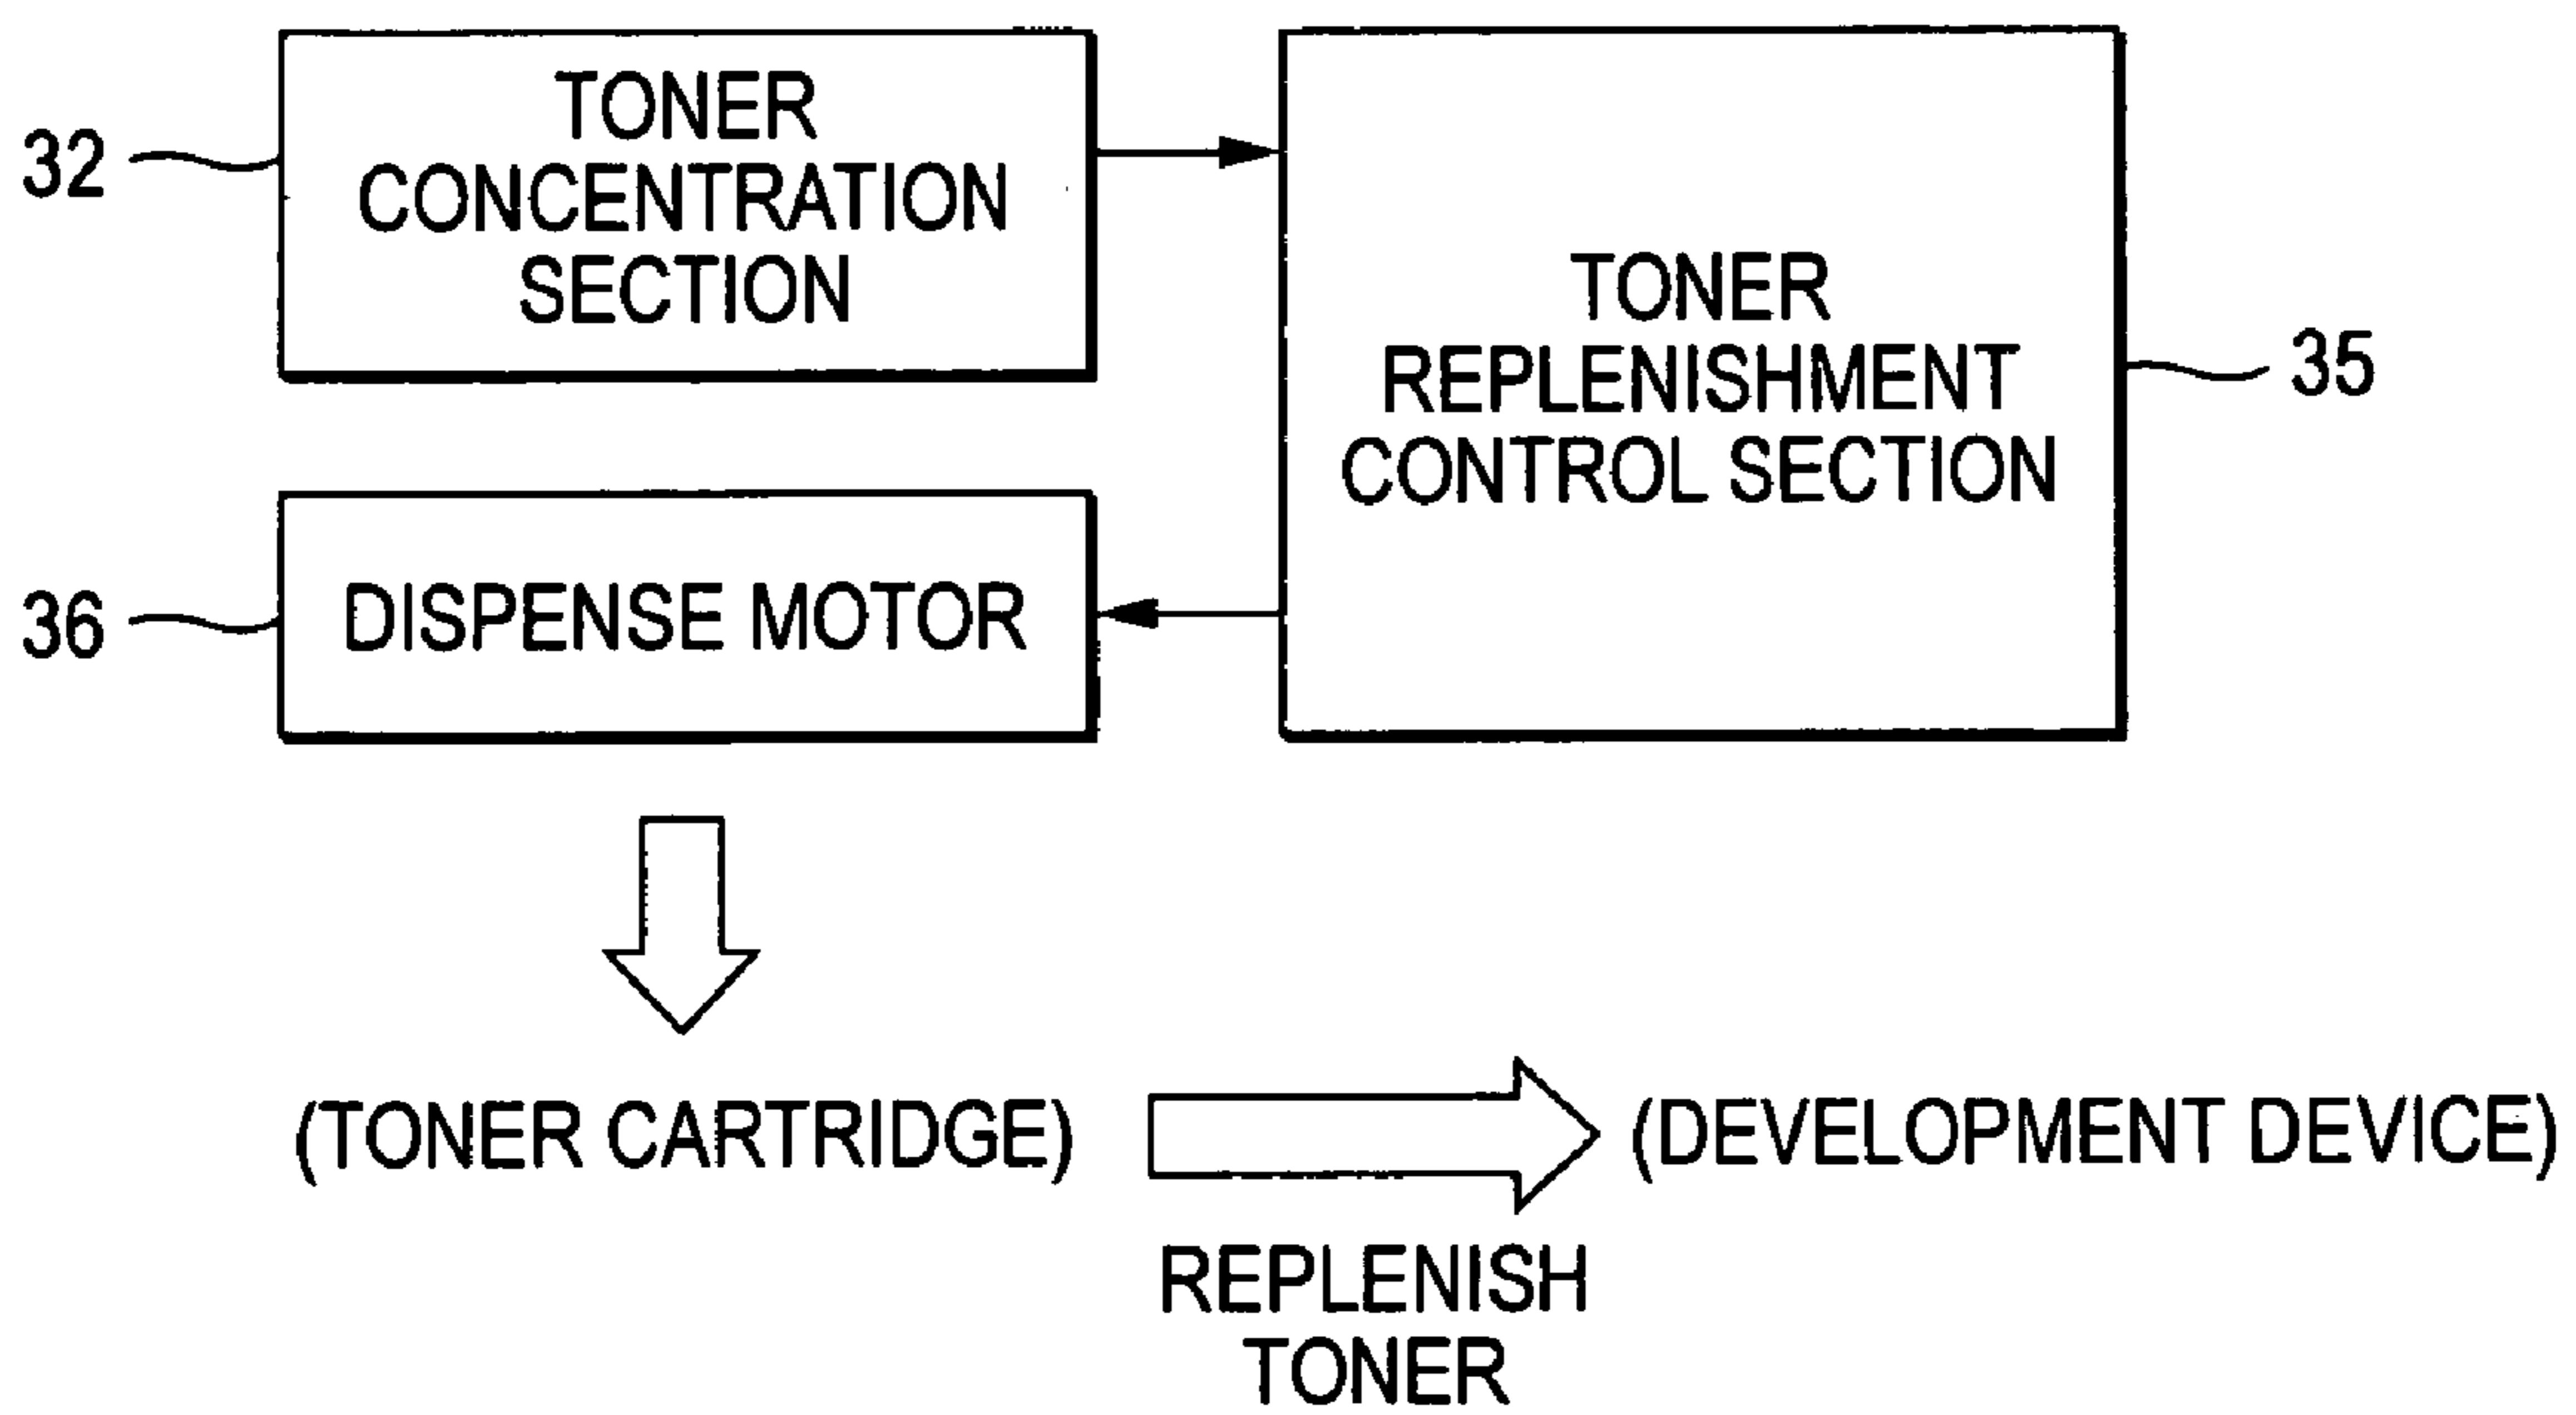 32
TONER
CONCENTRATION
SECTION
TONER
REPLENISHMENT
CONTROL SECTION
35
36
DISPENSE MOTOR
(TONER CARTRIDGE)
(DEVELOPMENT DEVICE)
REPLENISH
TONER